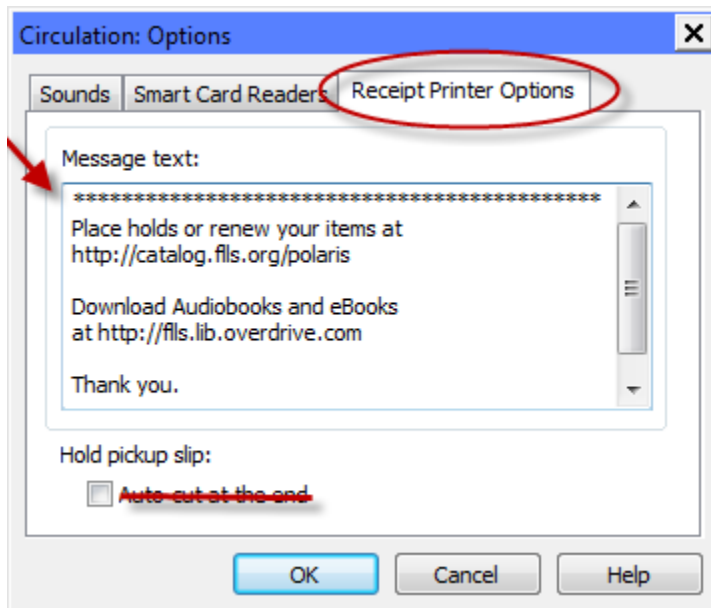 Circulation: Options
Sounds
Smart Card Readers
Receipt Printer Options
Message text:
********************************************
Place holds or renew your items at
http://catalog.flls.org/polaris
Download Audiobooks and eBooks
at http://flls.lib.overdrive.com
Thank you.
Hold pickup slip:
Auto-cut at the end
OK
Cancel
Help